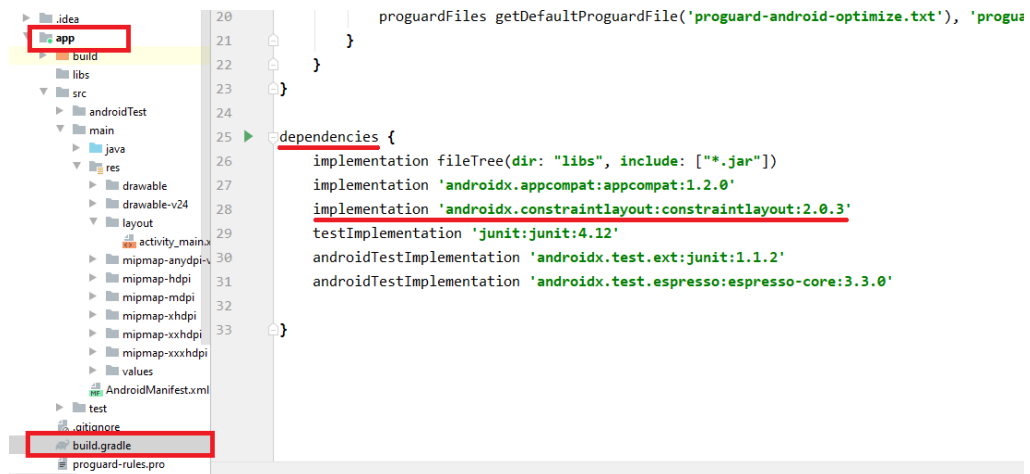 .idea
app
build
libs
src
androidTest
main
java
res
drawable
drawable-v24
layout
activity_main.x
mipmap-anydpi-v
mipmap-hdpi
mipmap-mdpi
mipmap-xhdpi
mipmap-xxhdpi
mipmap-xxxhdpi
values
MF AndroidManifest.xml
test
.gitignore
build.gradle
proguard-rules.pro
20 proguardFiles getDefaultProguardFile('proguard-android-optimize.txt'), 'progua
21 }
22 }
23 }
24
25 dependencies {
26 implementation fileTree(dir: "libs", include: ["*.jar"])
27 implementation 'androidx.appcompat:appcompat:1.2.0'
28 implementation 'androidx.constraintlayout:constraintlayout:2.0.3'
29 testImplementation 'junit:junit:4.12'
30 androidTestImplementation 'androidx.test.ext:junit:1.1.2'
31 androidTestImplementation 'androidx.test.espresso:espresso-core:3.3.0'
32
33 }